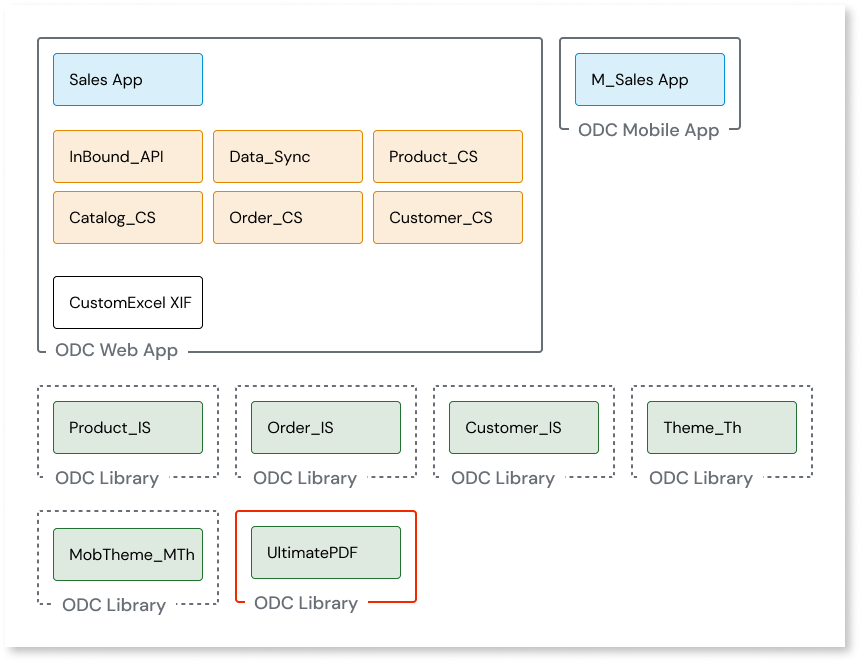 Sales App
M_Sales App
ODC Mobile App
InBound_API
Data_Sync
Product_CS
Catalog_CS
Order_CS
Customer_CS
CustomExcel XIF
ODC Web App
Product_IS
Order_IS
Customer_IS
Theme_Th
ODC Library
ODC Library
ODC Library
ODC Library
MobTheme_MTh
UltimatePDF
ODC Library
ODC Library